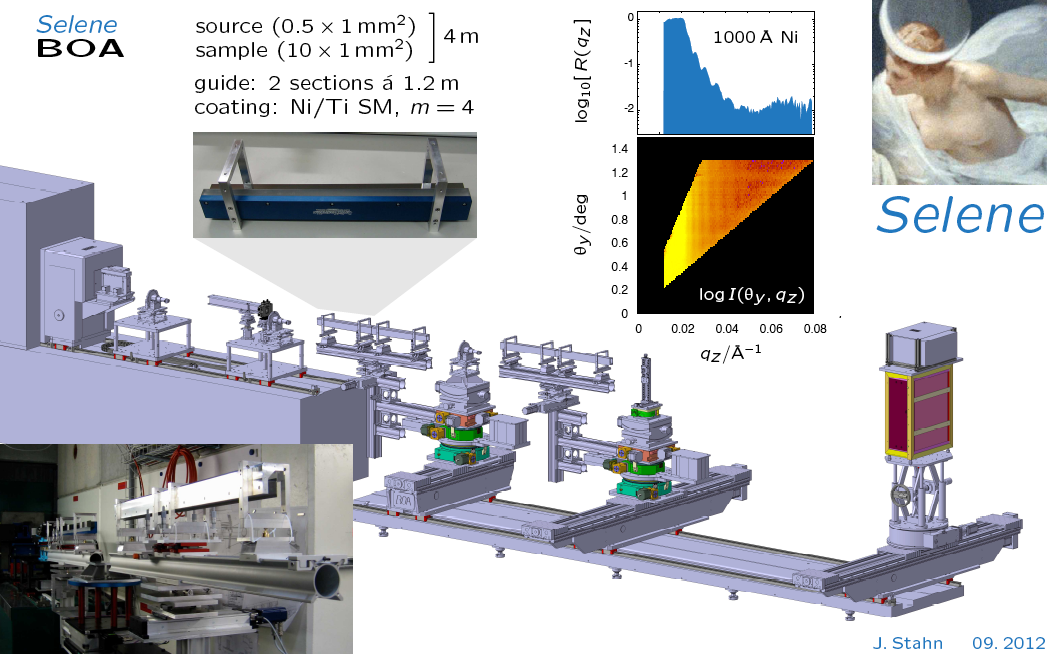 Selene
BOA
source (0.5 × 1 mm²)
sample (10 × 1 mm²)
4 m
guide: 2 sections á 1.2 m
coating: Ni/Ti SM, m = 4
log₁₀[R(q_z]
0
-1
-2
1000 Å Ni
θ_y/deg
1.4
1.2
1
0.8
0.6
0.4
0.2
0
log I(θ_y, q_z)
0 0.02 0.04 0.06 0.08
q_z/Å⁻¹
Selene
BOA
J. Stahn 09. 2012